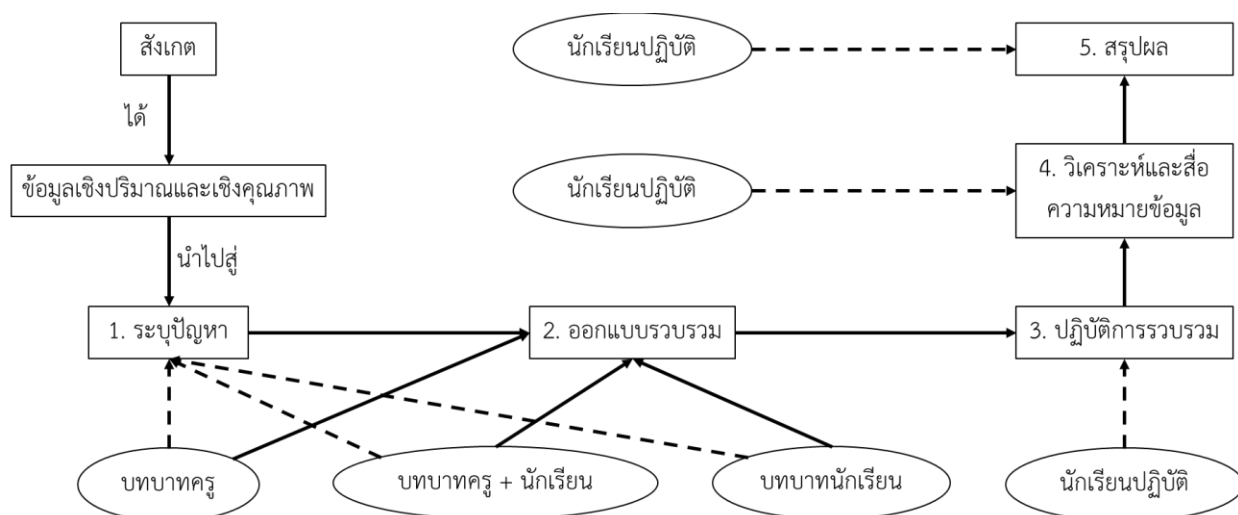 สังเกต
นักเรียนปฏิบัติ
5. สรุปผล
ได้
ข้อมูลเชิงปริมาณและเชิงคุณภาพ
นักเรียนปฏิบัติ
4. วิเคราะห์และสื่อ
ความหมายข้อมูล
นำไปสู่
1. ระบุปัญหา
2. ออกแบบรวบรวม
3. ปฏิบัติการรวบรวม
บทบาทครู
บทบาทครู + นักเรียน
บทบาทนักเรียน
นักเรียนปฏิบัติ